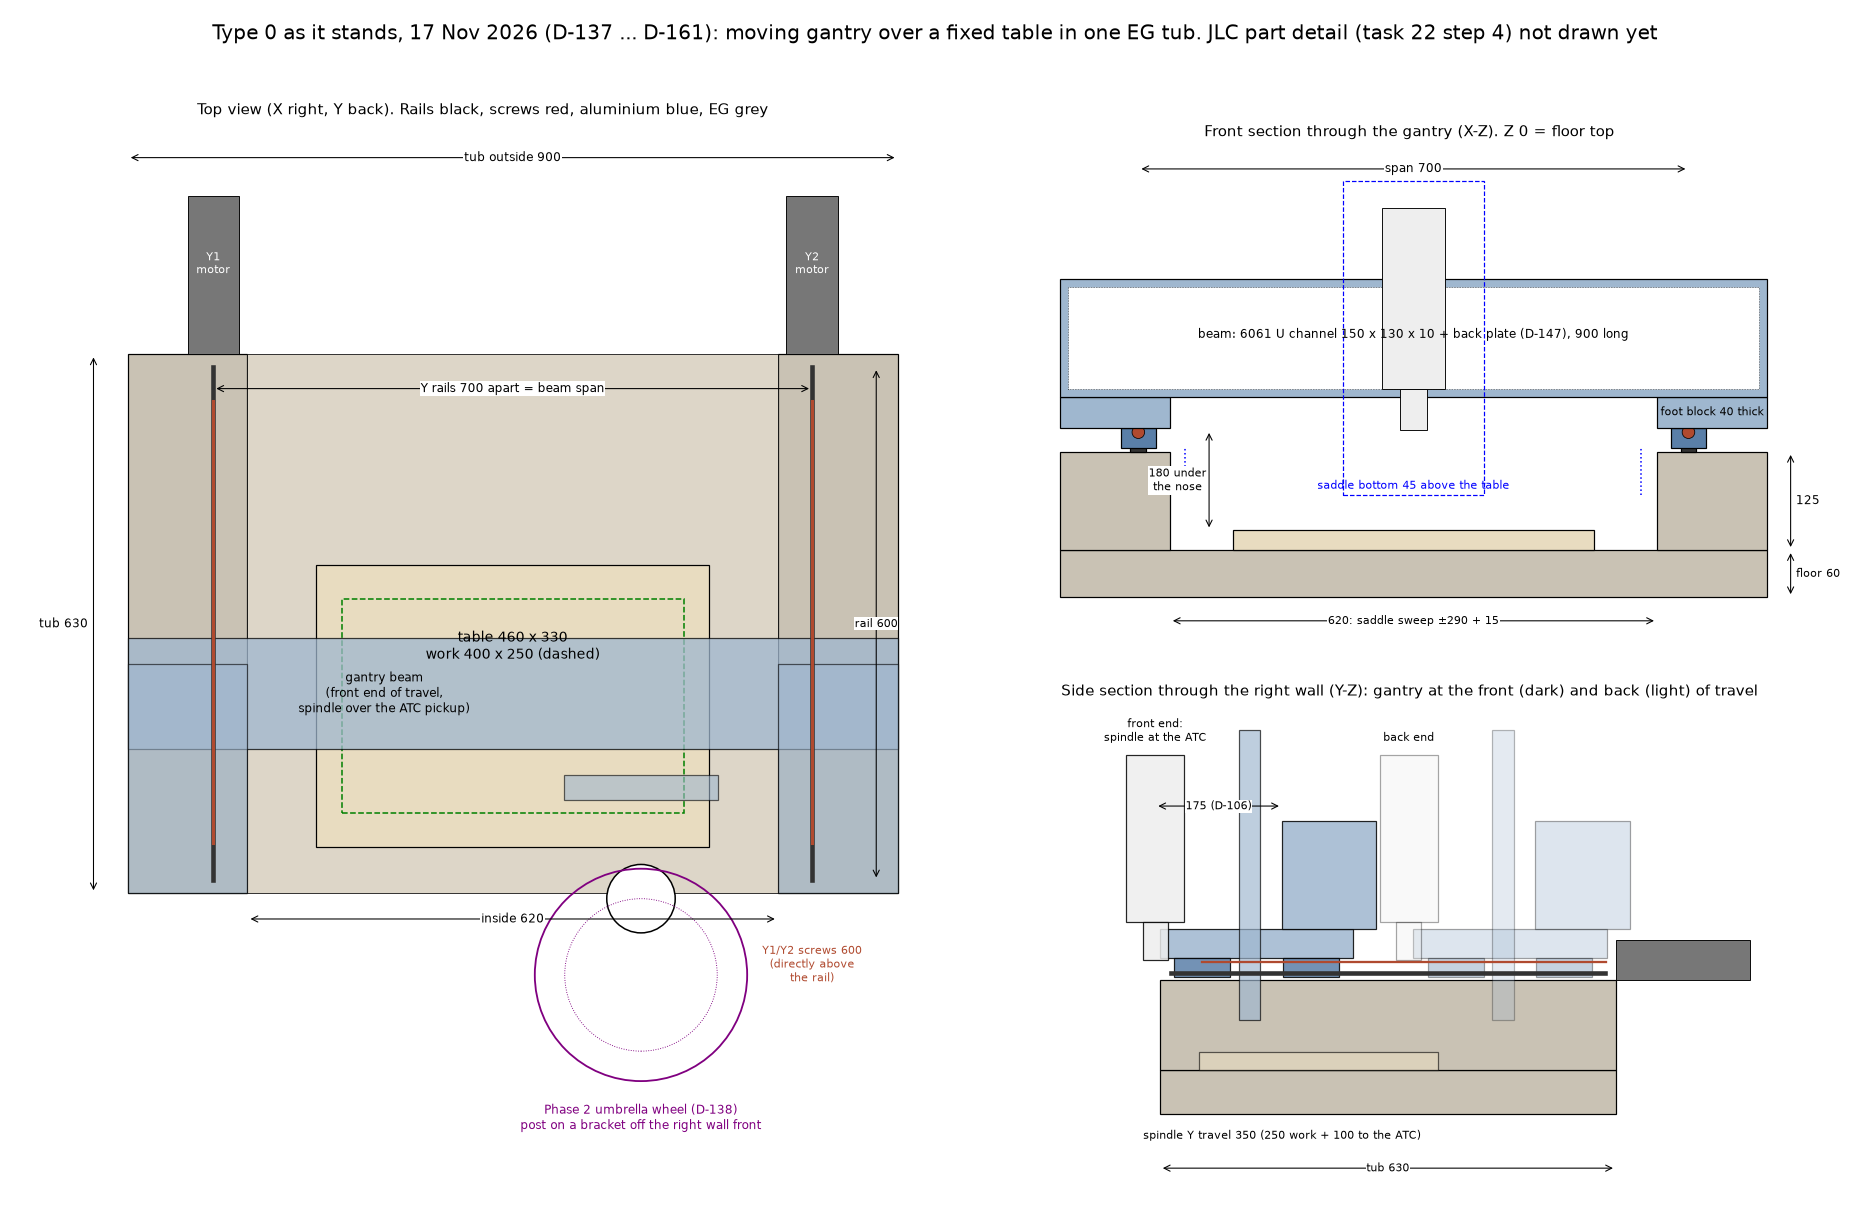 Type 0 as it stands, 17 Nov 2026 (D-137 ... D-161): moving gantry over a fixed table in one EG tub. JLC part detail (task 22 step 4) not drawn yet
Top view (X right, Y back). Rails black, screws red, aluminium blue, EG grey
tub outside 900
Y1
motor
Y2
motor
Y rails 700 apart = beam span
tub 630
rail 600
table 460 x 330
work 400 x 250 (dashed)
gantry beam
(front end of travel,
spindle over the ATC pickup)
inside 620
Y1/Y2 screws 600
(directly above
the rail)
Phase 2 umbrella wheel (D-138)
post on a bracket off the right wall front
Front section through the gantry (X-Z). Z 0 = floor top
span 700
beam: 6061 U channel 150 x 130 x 10 + back plate (D-147), 900 long
foot block 40 thick
180 under
the nose
saddle bottom 45 above the table
125
floor 60
620: saddle sweep ±290 + 15
Side section through the right wall (Y-Z): gantry at the front (dark) and back (light) of travel
front end:
spindle at the ATC
back end
175 (D-106)
spindle Y travel 350 (250 work + 100 to the ATC)
tub 630